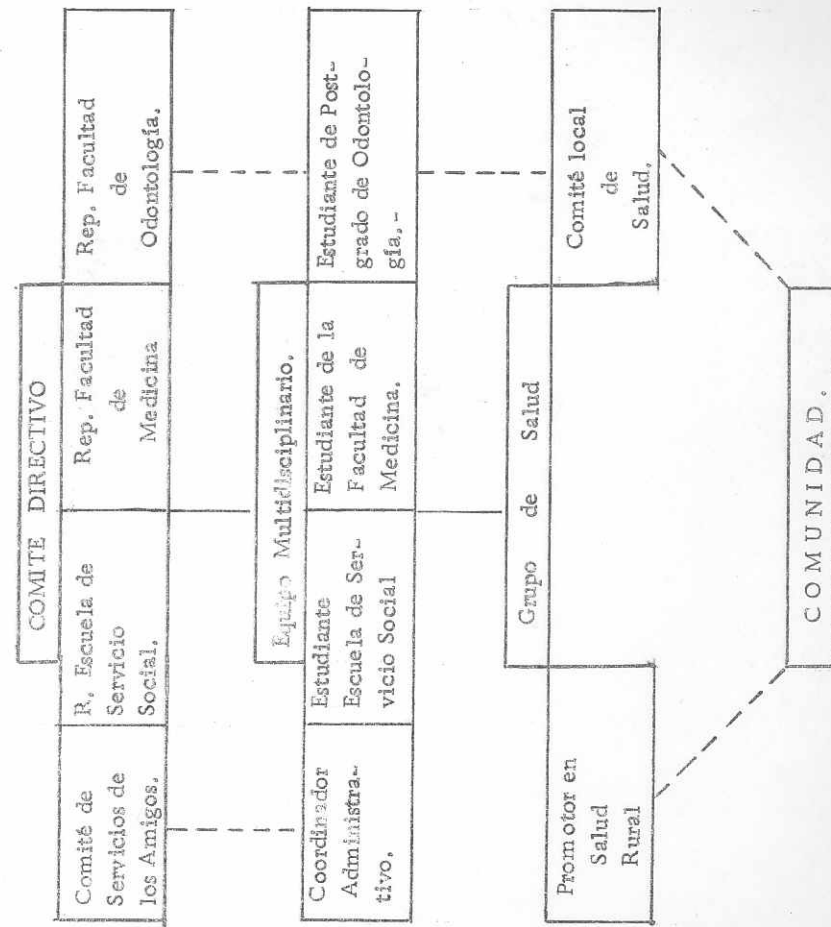 COMITE DIRECTIVO
Comité de
Servicios de
los Amigos.
R. Escuela de
Servicio
Social.
Rep. Facultad
de
Medicina
Rep. Facultad
de
Odontología.
Equipo Multidisciplinario.
Coordinador
Administra-
tivo.
Estudiante
Escuela de Ser-
vicio Social
Estudiante de la
Facultad de
Medicina.
Estudiante de Post-
grado de Odontolo-
gía.-
Grupo de Salud
Promotor en
Salud
Rural
Comité local
de
Salud.
COMUNIDAD.